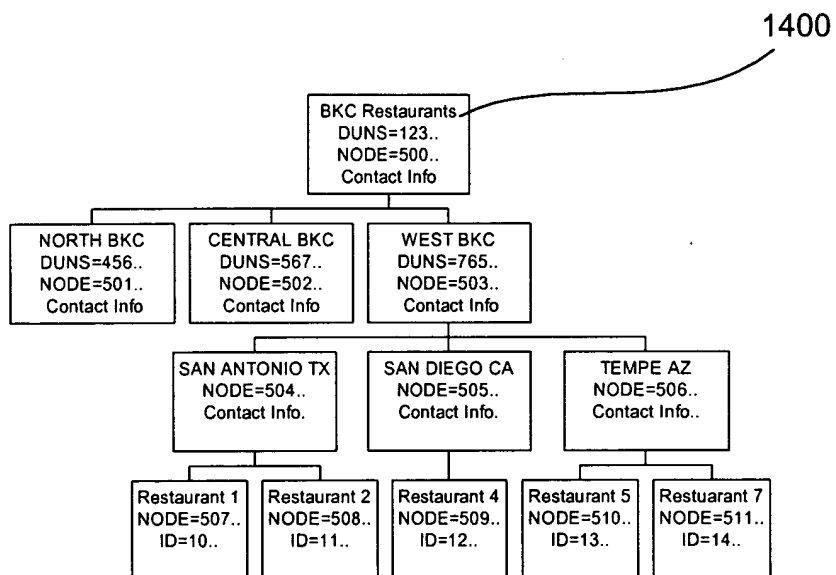 1400
BKC Restaurants
DUNS=123..
NODE=500..
Contact Info
NORTH BKC
DUNS=456..
NODE=501..
Contact Info
CENTRAL BKC
DUNS=567..
NODE=502..
Contact Info
WEST BKC
DUNS=765..
NODE=503..
Contact Info
SAN ANTONIO TX
NODE=504..
Contact Info.
SAN DIEGO CA
NODE=505..
Contact Info.
TEMPE AZ
NODE=506..
Contact Info..
Restaurant 1
NODE=507..
ID=10..
Restaurant 2
NODE=508..
ID=11..
Restaurant 4
NODE=509..
ID=12..
Restaurant 5
NODE=510..
ID=13..
Restuarant 7
NODE=511..
ID=14..